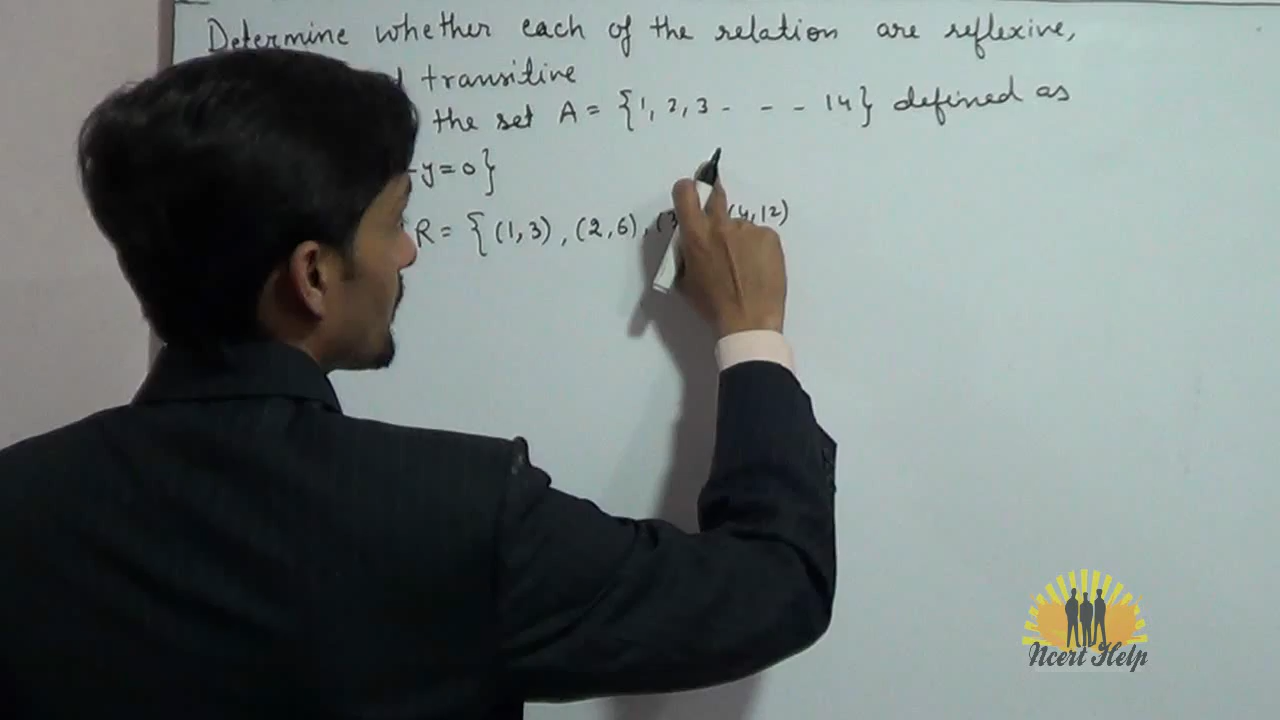 Determine whether each of the relation are reflexive,
transitive
the set A = {1, 2, 3 - - - 14} defined as
-y=0}
R = { (1,3), (2,6), (3 (4,12)
Ncert Help